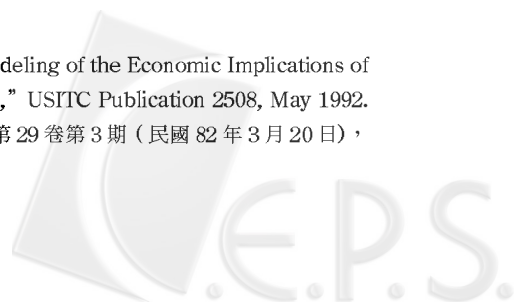 deling of the Economic Implications of
,” USITC Publication 2508, May 1992.
第 29 卷第 3 期 ( 民國 82 年 3 月 20 日)，
C.E.P.S.